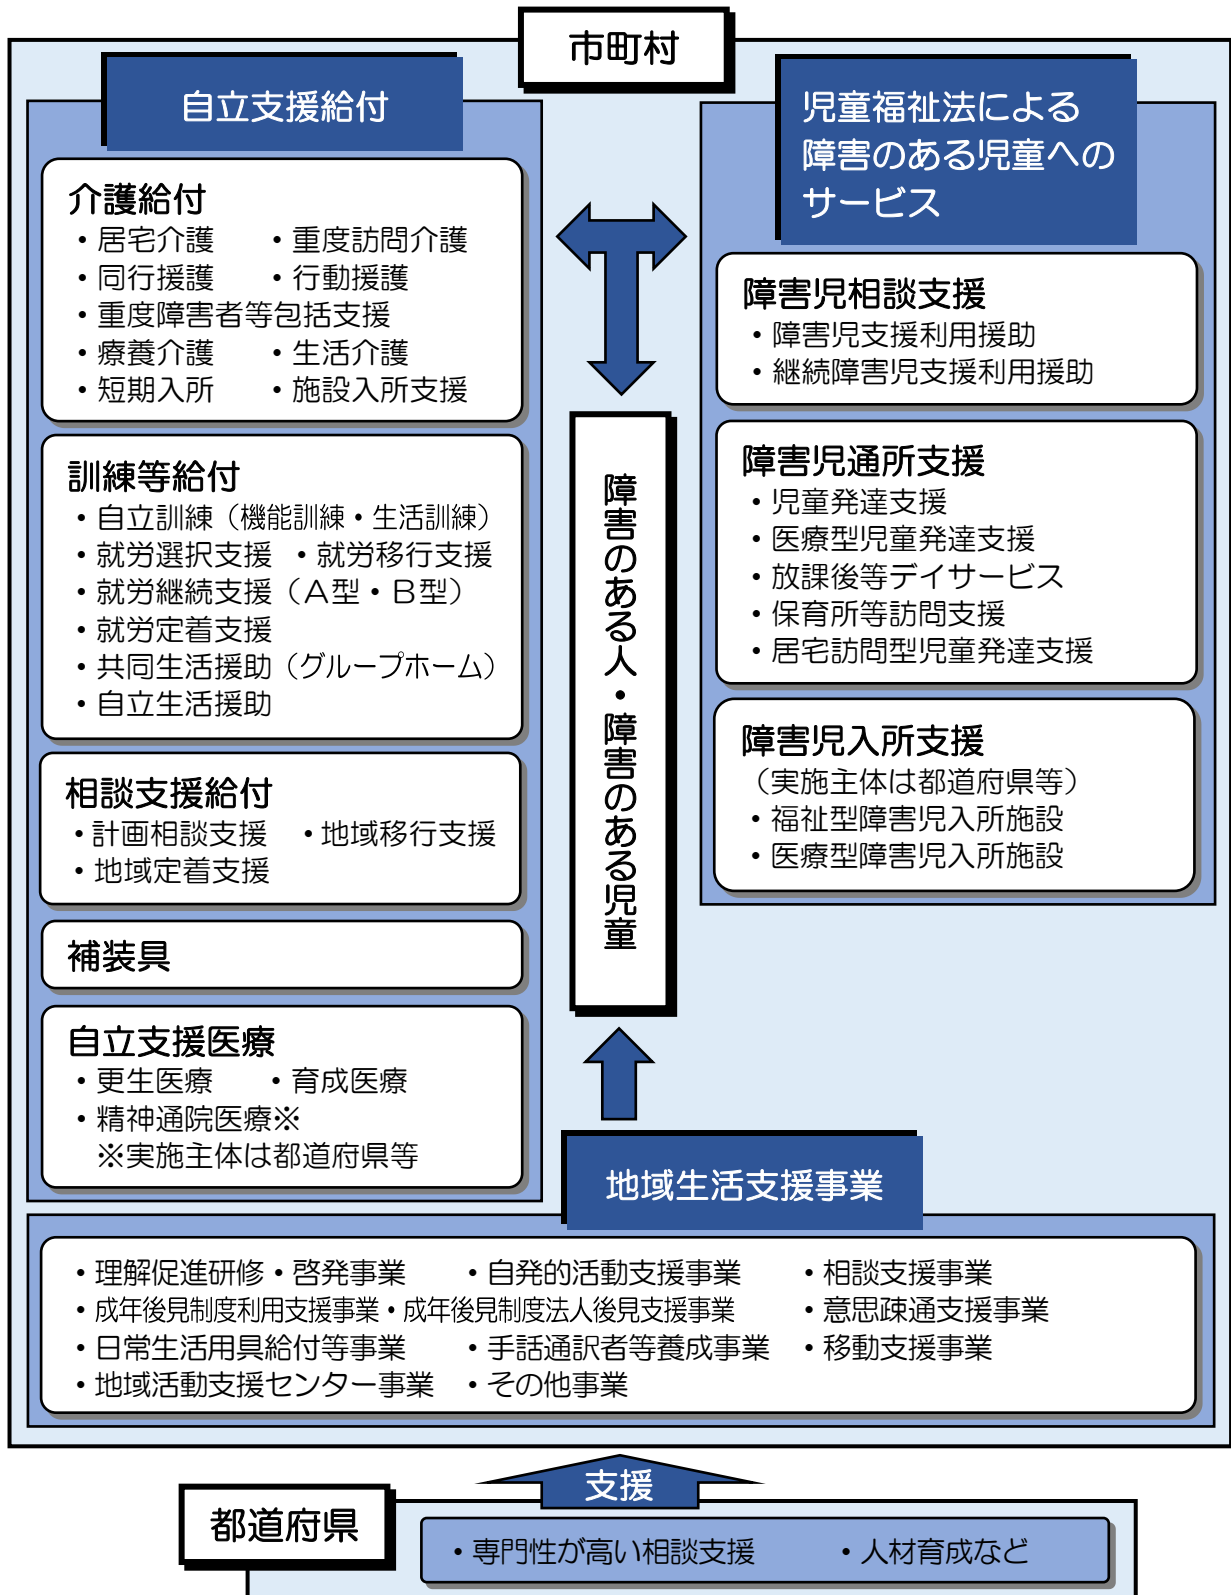 市町村
自立支援給付
介護給付
・居宅介護　・重度訪問介護
・同行援護　・行動援護
・重度障害者等包括支援
・療養介護　・生活介護
・短期入所　・施設入所支援
訓練等給付
・自立訓練（機能訓練・生活訓練）
・就労選択支援　・就労移行支援
・就労継続支援（A型・B型）
・就労定着支援
・共同生活援助（グループホーム）
・自立生活援助
相談支援給付
・計画相談支援　・地域移行支援
・地域定着支援
補装具
自立支援医療
・更生医療　・育成医療
・精神通院医療※
※実施主体は都道府県等
障害のある人・障害のある児童
児童福祉法による
障害のある児童への
サービス
障害児相談支援
・障害児支援利用援助
・継続障害児支援利用援助
障害児通所支援
・児童発達支援
・医療型児童発達支援
・放課後等デイサービス
・保育所等訪問支援
・居宅訪問型児童発達支援
障害児入所支援
（実施主体は都道府県等）
・福祉型障害児入所施設
・医療型障害児入所施設
地域生活支援事業
・理解促進研修・啓発事業　・自発的活動支援事業　・相談支援事業
・成年後見制度利用支援事業・成年後見制度法人後見支援事業　・意思疎通支援事業
・日常生活用具給付等事業　・手話通訳者等養成事業　・移動支援事業
・地域活動支援センター事業　・その他事業
支援
都道府県
・専門性が高い相談支援　・人材育成など